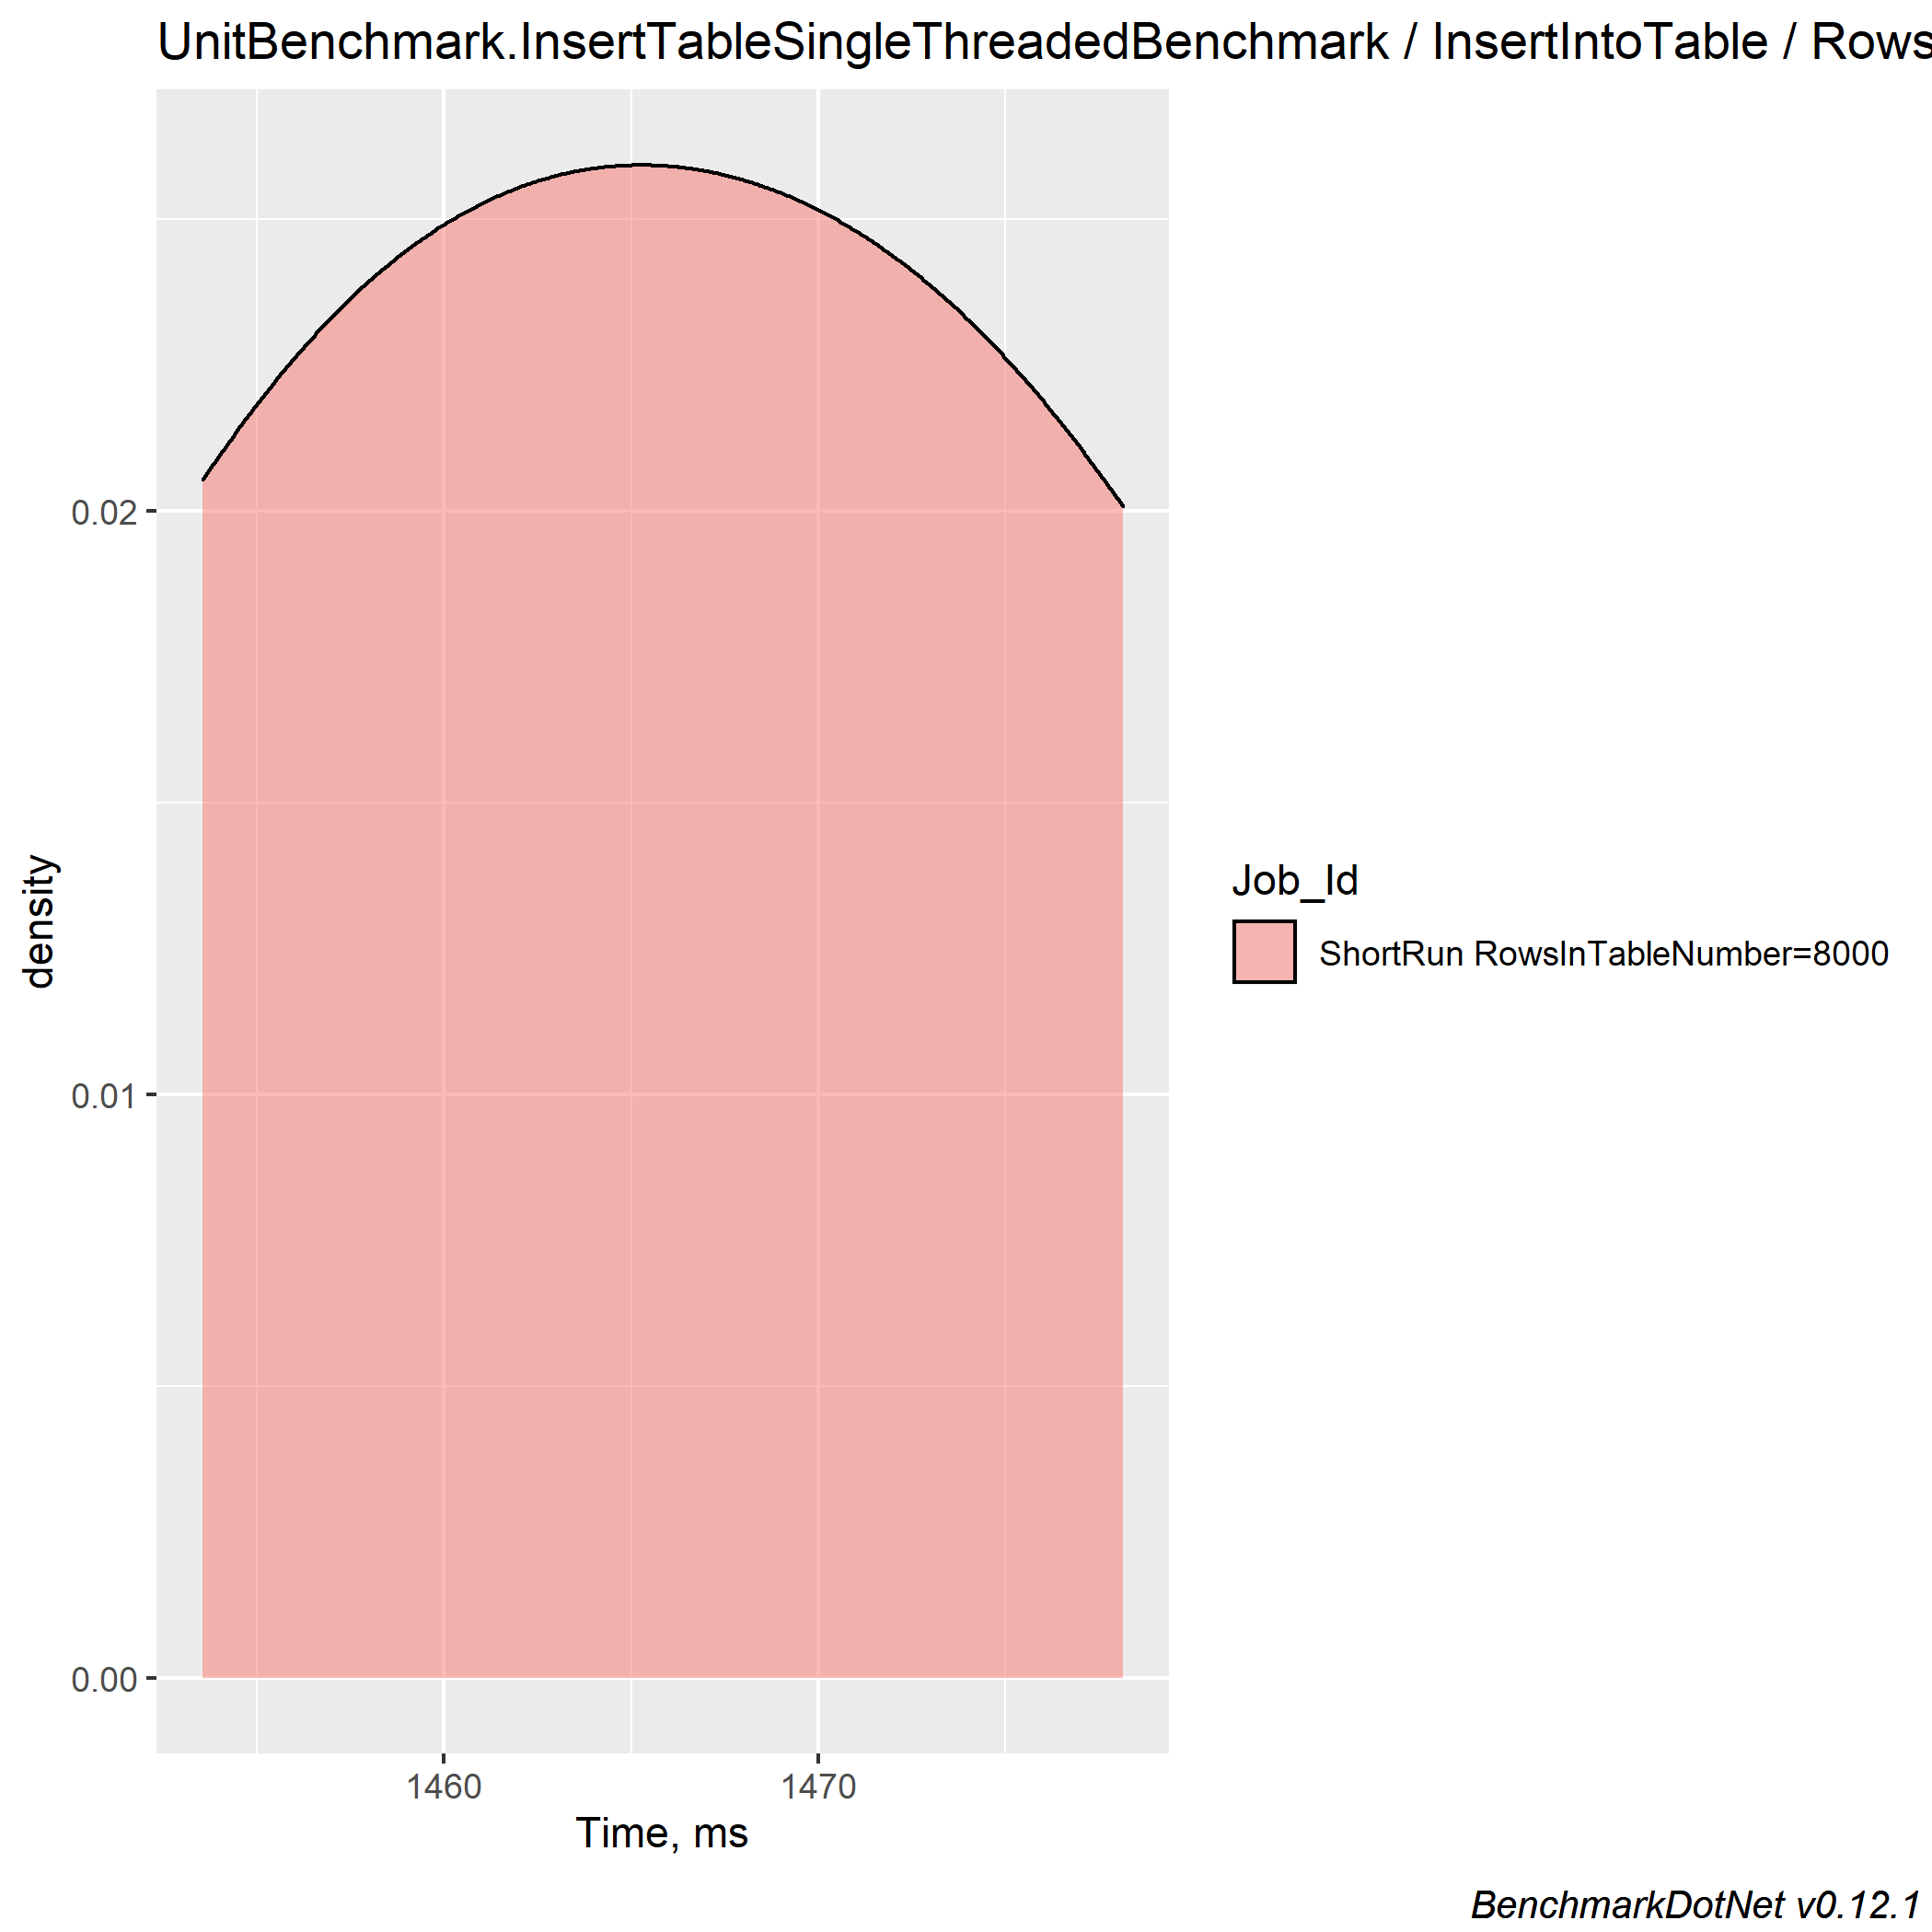 UnitBenchmark.InsertTableSingleThreadedBenchmark / InsertIntoTable / Rows
0.02
0.01
0.00
density
1460 1470
Time, ms
Job_Id
ShortRun RowsInTableNumber=8000
BenchmarkDotNet v0.12.1